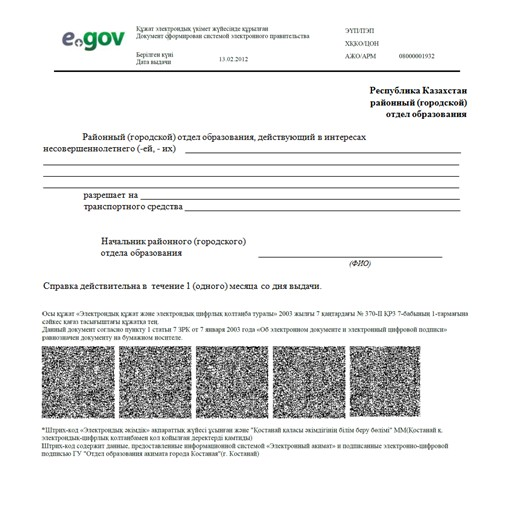 e.gov
Құжат электрондық үкімет жүйесінде құрылған
Документ сформирован системой электронного правительства
Берілген күні
Дата выдачи
13.02.2012
ЭҮП/ПЭП
ХҚКО/ЦОН
АЖО/АРМ 08000001932
Республика Казахстан
районный (городской)
отдел образования
Районный (городской) отдел образования, действующий в интересах
несовершеннолетнего (-ей, - их)
разрешает на
транспортного средства
Начальник районного (городского)
отдела образования
(ФИО)
Справка действительна в течение 1 (одного) месяца со дня выдачи.
Осы құжат «Электрондық құжат және электрондық цифрлық қолтаңба туралы» 2003 жылғы 7 қаңтардағы № 370-II ҚРЗ 7-бабының 1-тармағына
сәйкес қағаз тасығыштағы құжатқа тең.
Данный документ согласно пункту 1 статьи 7 ЗРК от 7 января 2003 года «Об электронном документе и электронный цифровой подписи»
равнозначен документу на бумажном носителе.
*Штрих-код «Электрондық әкімдік» ақпараттық жүйесі ұсынған және "Қостанай қаласы әкімдігінің білім беру бөлімі" ММ(Қостанай қ.
электрондық-цифрлық қолтаңбамен қол қойылған деректерді қамтиды)
Штрих-код содержит данные, предоставленные информационной системой «Электронный акимат» и подписанные электронно-цифровой
подписью ГУ "Отдел образования акимата города Костаная"(г. Костанай)